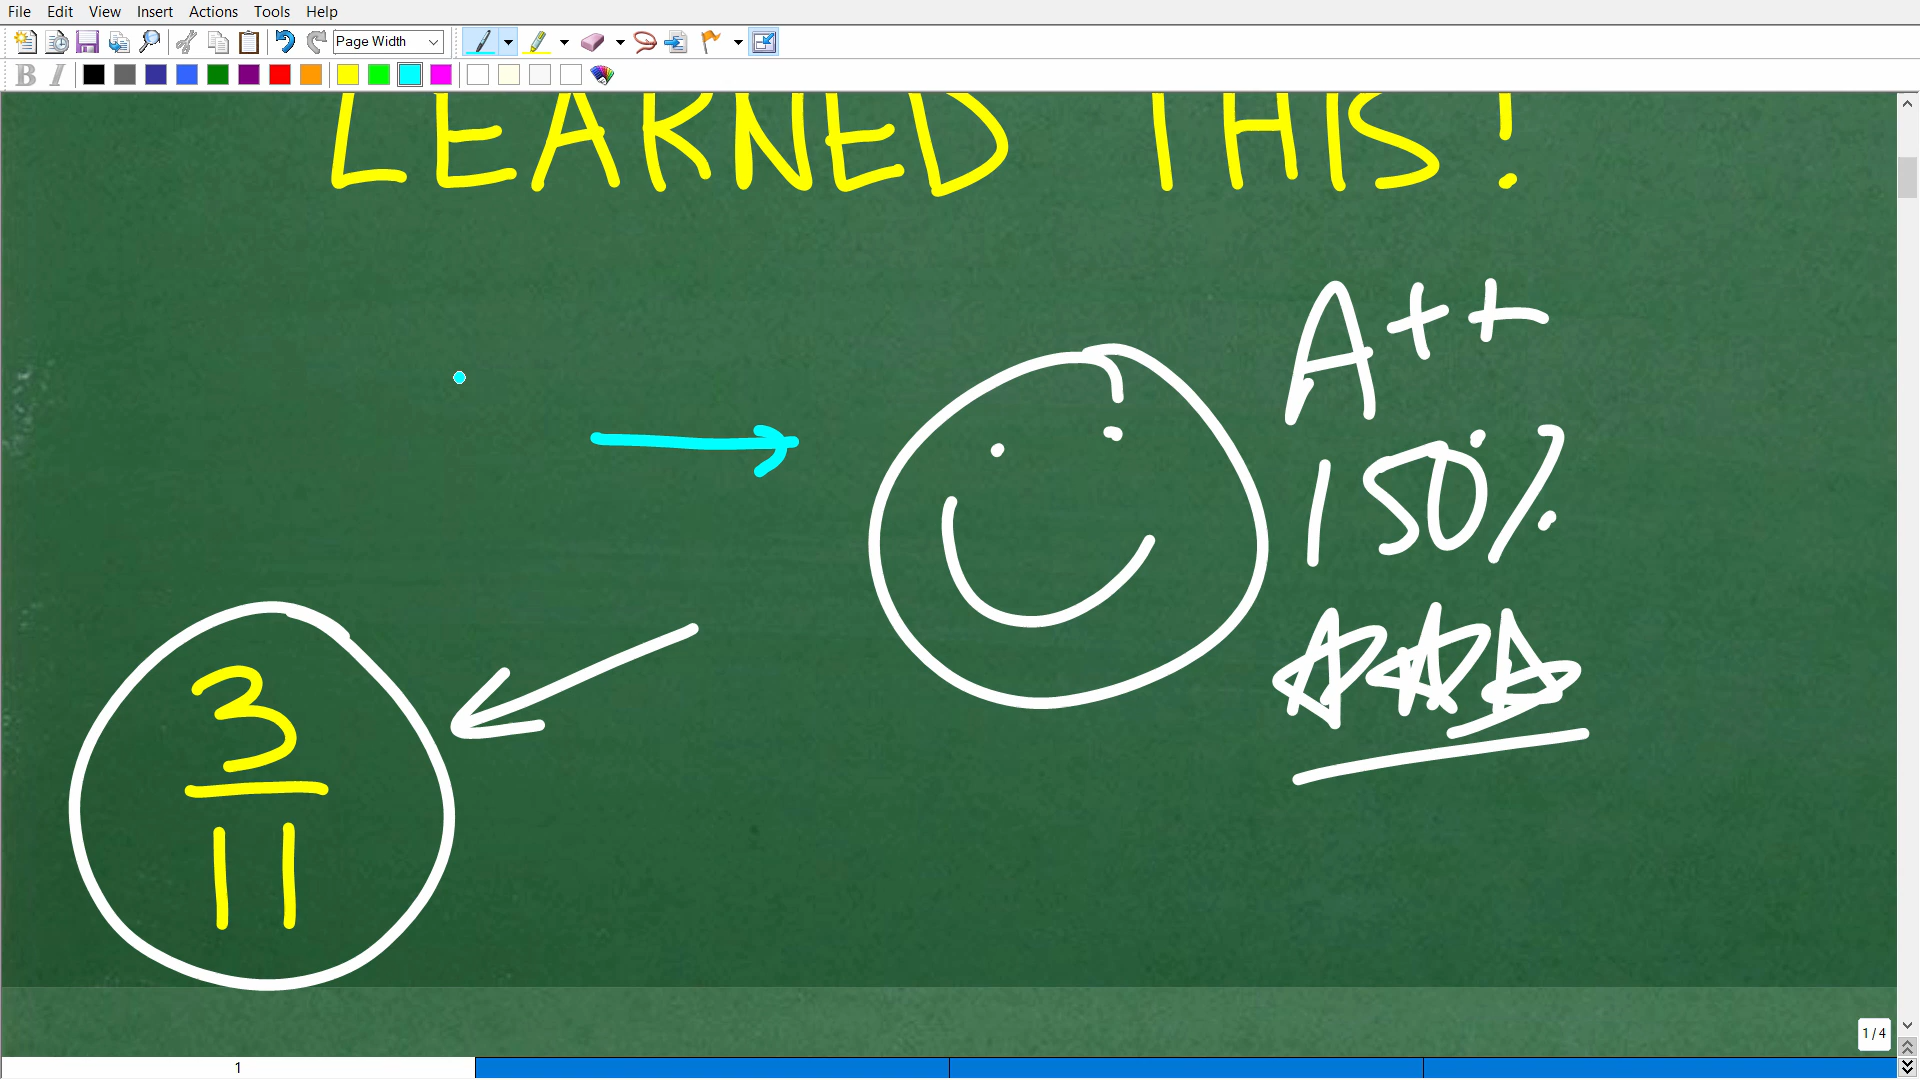 File Edit View Insert Actions Tools Help
Page Width
B I
LEARNED THIS!
A++
150%
3
11
1 / 4
1